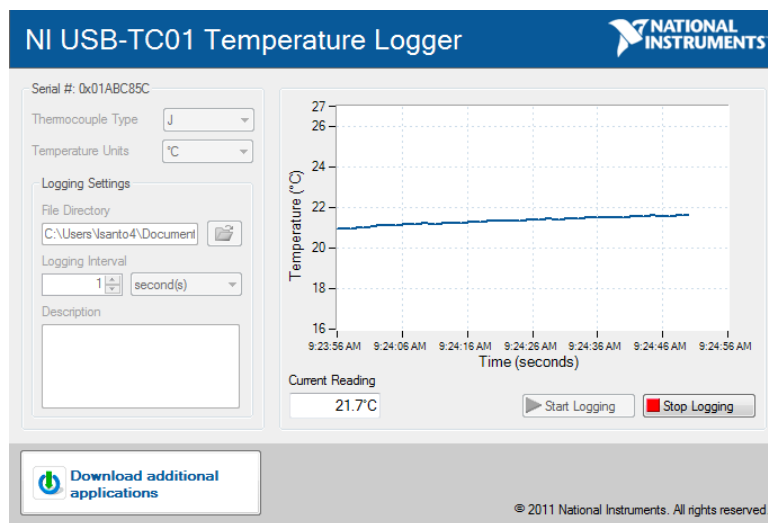 NI USB-TC01 Temperature Logger
NATIONAL
INSTRUMENTS
Serial #: 0x01ABC85C
Thermocouple Type
J
Temperature Units
°C
Logging Settings
File Directory
C:\Users\lsanto4\Document
Logging Interval
1
second(s)
Description
27
26
24
22
20
18
16
Temperature (°C)
9:23:56 AM 9:24:06 AM 9:24:16 AM 9:24:26 AM 9:24:36 AM 9:24:46 AM 9:24:56 AM
Time (seconds)
Current Reading
21.7°C
Start Logging
Stop Logging
Download additional
applications
© 2011 National Instruments. All rights reserved